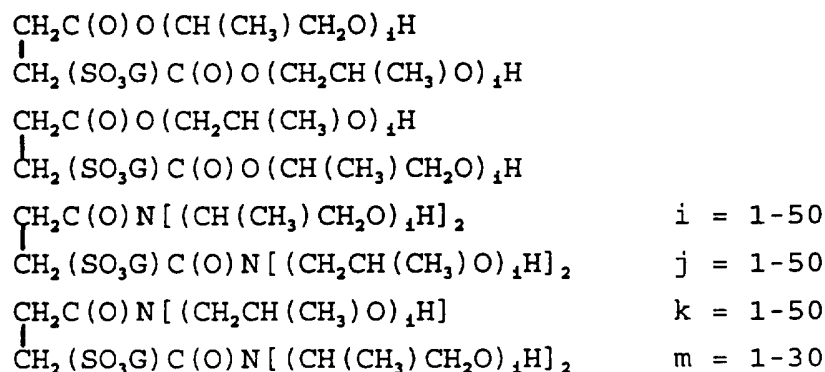 CH₂C(O)O(CH(CH₃)CH₂O)ᵢH
CH₂(SO₃G)C(O)O(CH₂CH(CH₃)O)ᵢH
CH₂C(O)O(CH₂CH(CH₃)O)ᵢH
CH₂(SO₃G)C(O)O(CH(CH₃)CH₂O)ᵢH
CH₂C(O)N[(CH(CH₃)CH₂O)ᵢH]₂ i = 1-50
CH₂(SO₃G)C(O)N[(CH₂CH(CH₃)O)ᵢH]₂ j = 1-50
CH₂C(O)N[(CH₂CH(CH₃)O)ᵢH] k = 1-50
CH₂(SO₃G)C(O)N[(CH(CH₃)CH₂O)ᵢH]₂ m = 1-30